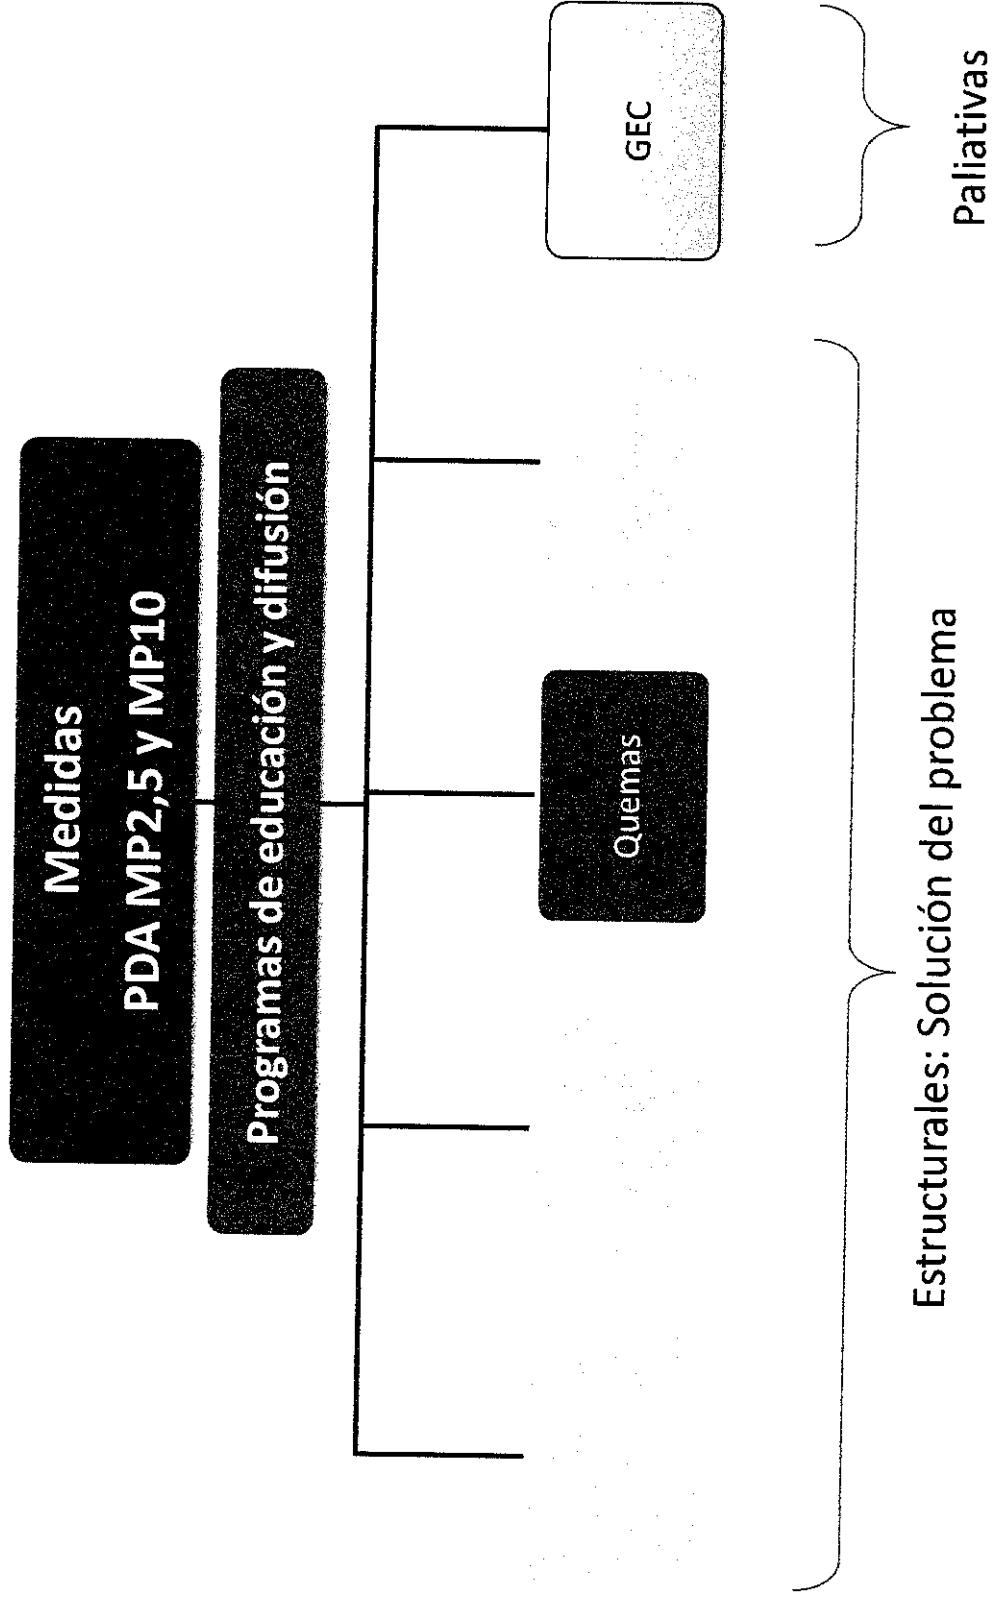 Medidas
PDA MP2,5 y MP10
Programas de educación y difusión
Quemas
GEC
Estructurales: Solución del problema
Paliativas